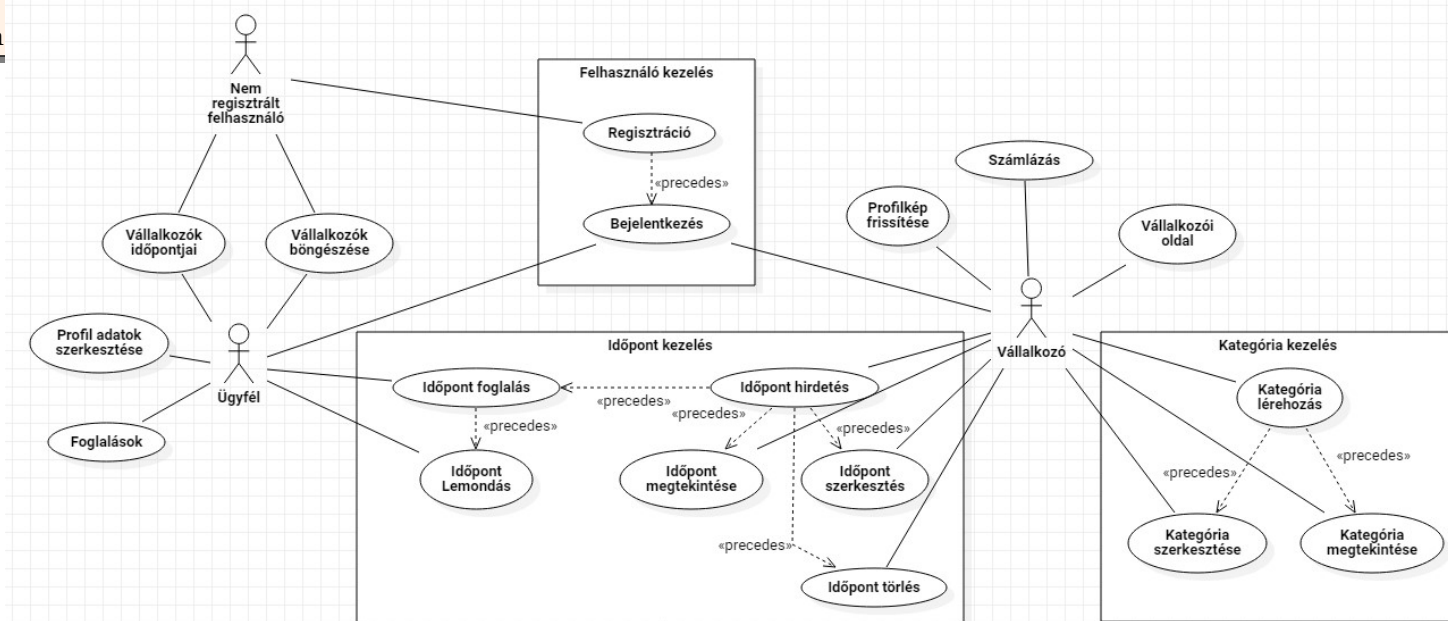 Nem
regisztrált
felhasználó
Felhasználó kezelés
Regisztráció
«precedes»
Bejelentkezés
Számlázás
Profilkép
frissítése
Vállalkozói
oldal
Vállalkozók
időpontjai
Vállalkozók
böngészése
Profil adatok
szerkesztése
Ügyfél
Foglalások
Vállalkozó
Időpont kezelés
Időpont foglalás
Időpont hirdetés
«precedes»
«precedes»
«precedes»
«precedes»
Időpont
Lemondás
Időpont
megtekintése
Időpont
szerkesztés
«precedes»
Időpont törlés
Kategória kezelés
Kategória
lérehozás
«precedes»
«precedes»
Kategória
szerkesztése
Kategória
megtekintése